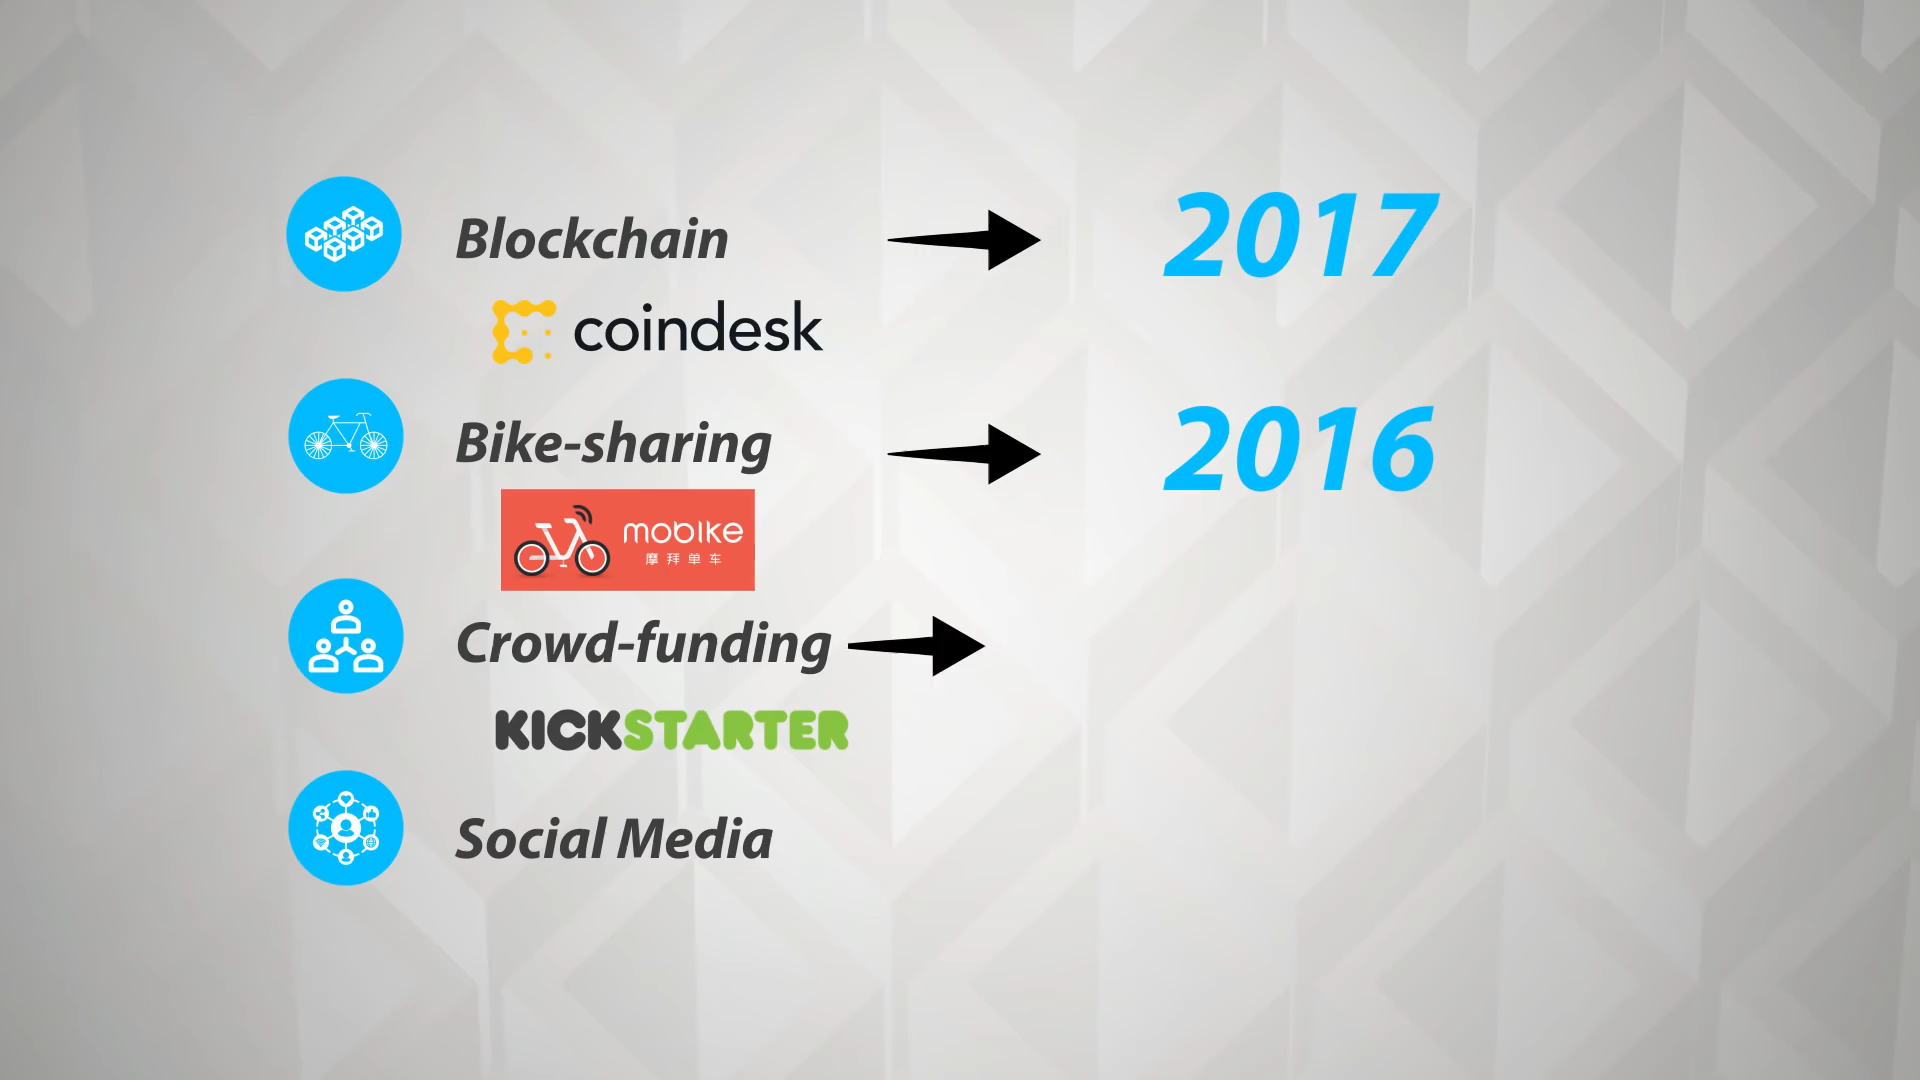 Blockchain
2017
coindesk
Bike-sharing
2016
mobike
摩拜单车
Crowd-funding
KICKSTARTER
Social Media